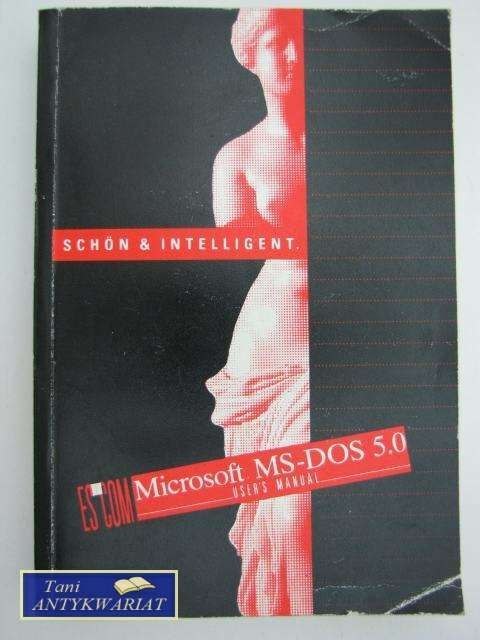 SCHÖN & INTELLIGENT.
ESCOM
Microsoft MS-DOS 5.0
USER'S MANUAL
Tani
ANTYKWARIAT